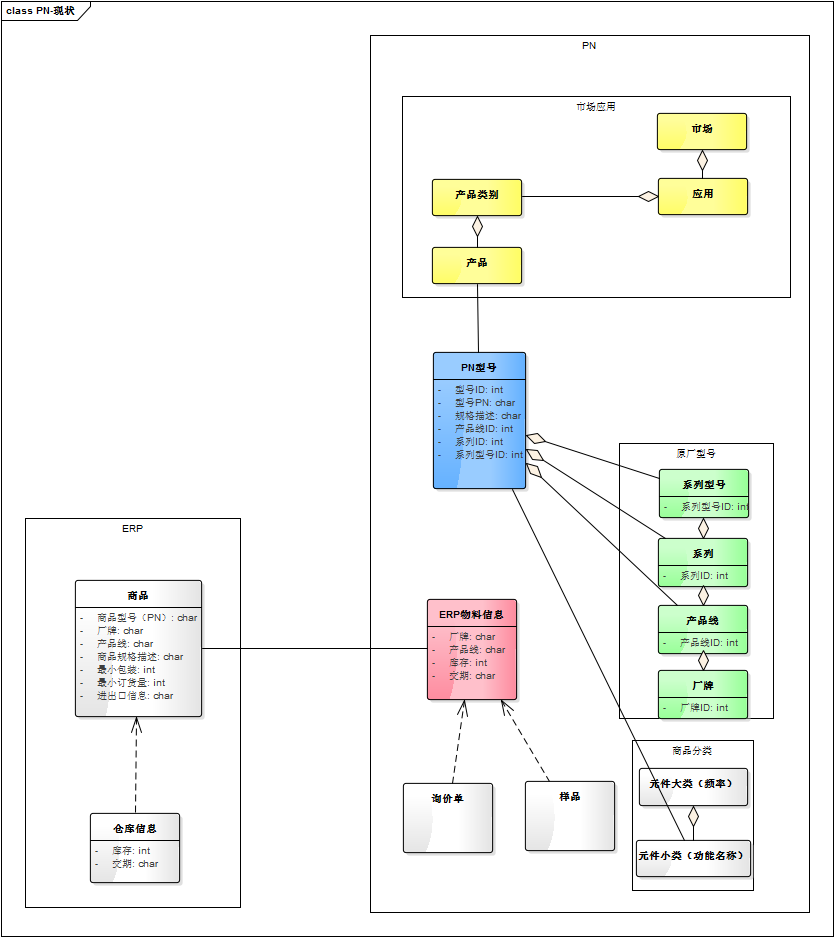 class PN-现状
PN
市场应用
市场
产品类别
应用
产品
PN型号
- 型号ID: int
- 型号PN: char
- 规格描述: char
- 产品线ID: int
- 系列ID: int
- 系列型号ID: int
原厂型号
系列型号
- 系列型号ID: int
系列
- 系列ID: int
产品线
- 产品线ID: int
厂牌
- 厂牌ID: int
ERP
商品
- 商品型号（PN）: char
- 厂牌: char
- 产品线: char
- 商品规格描述: char
- 最小包装: int
- 最小订货量: int
- 进出口信息: char
ERP物料信息
- 厂牌: char
- 产品线: char
- 库存: int
- 交期: char
仓库信息
- 库存: int
- 交期: char
询价单
样品
商品分类
元件大类（频率）
元件小类（功能名称）